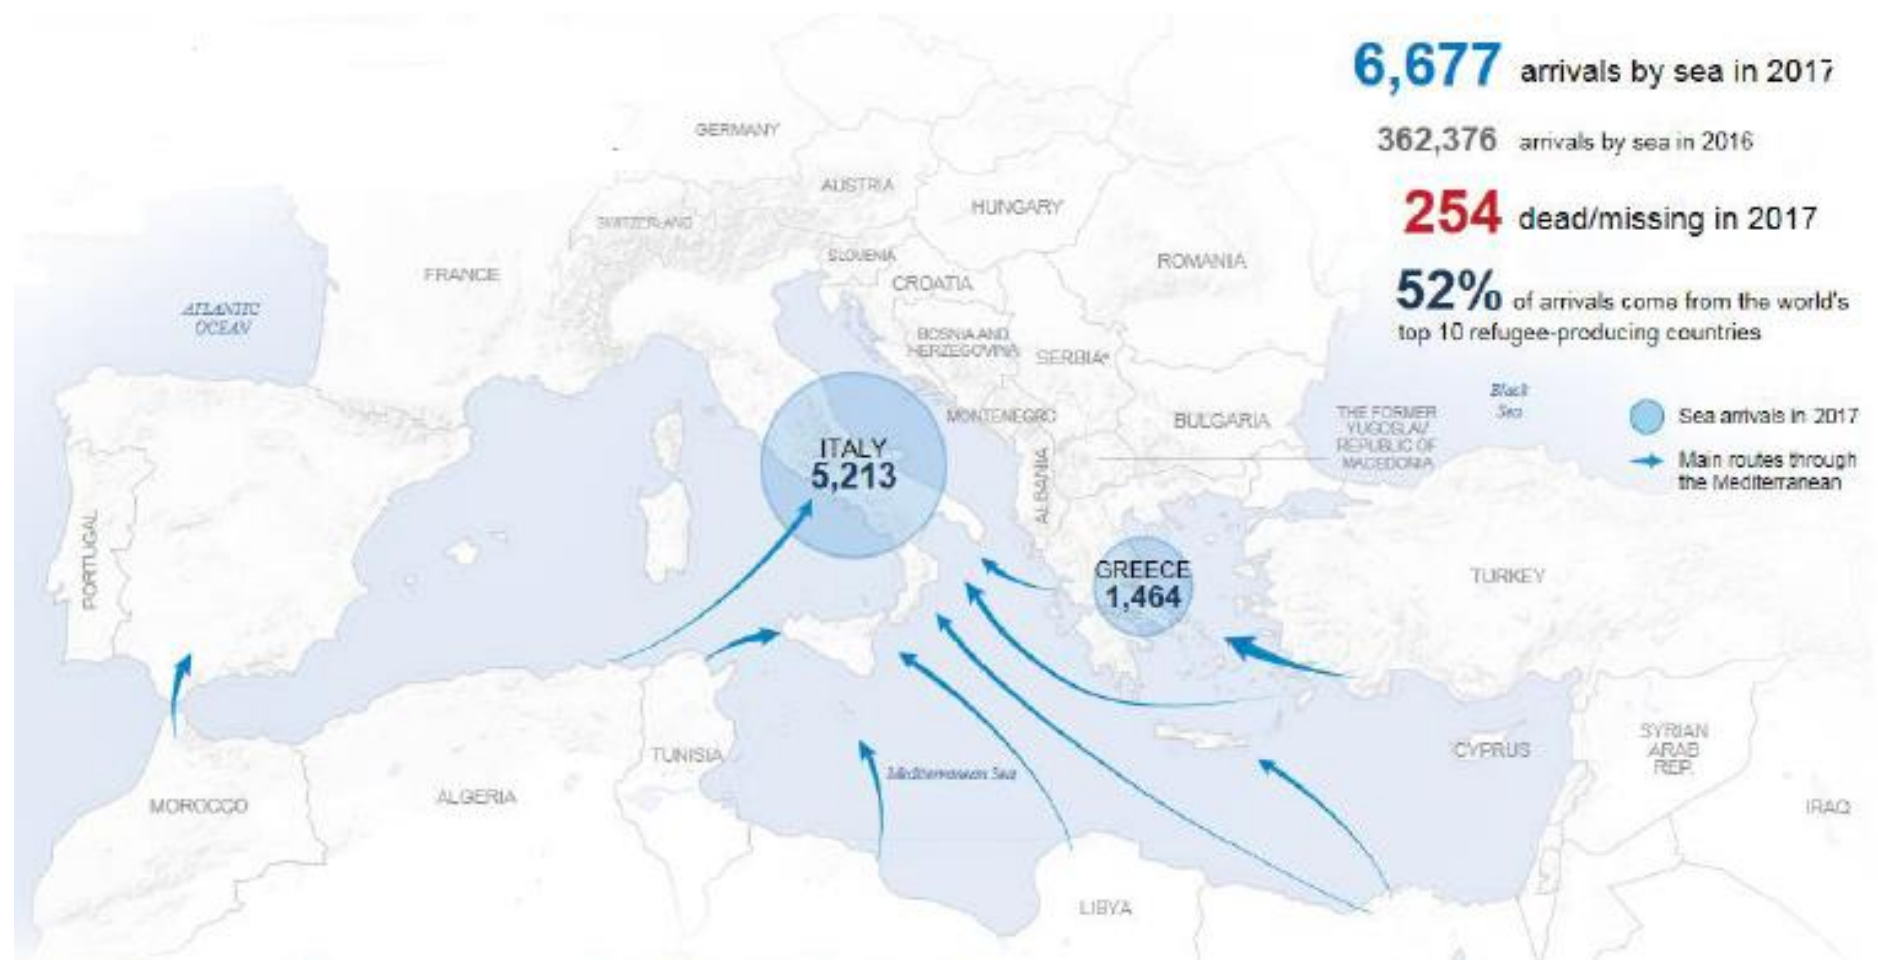 6,677 arrivals by sea in 2017
362,376 arrivals by sea in 2016
254 dead/missing in 2017
52% of arrivals come from the world's
top 10 refugee-producing countries
Sea arrivals in 2017
Main routes through
the Mediterranean
GERMANY
AUSTRIA
HUNGARY
SWITZERLAND
SLOVENIA
CROATIA
ROMANIA
FRANCE
ATLANTIC
OCEAN
BOSNIA AND
HERZEGOVINA
SERBIA*
Black
Sea
MONTENEGRO
BULGARIA
THE FORMER
YUGOSLAV
REPUBLIC OF
MACEDONIA
ITALY
5,213
ALBANIA
PORTUGAL
GREECE
1,464
TURKEY
SYRIAN
ARAB
REP.
CYPRUS
TUNISIA
Mediterranean Sea
ALGERIA
MOROCCO
IRAQ
LIBYA